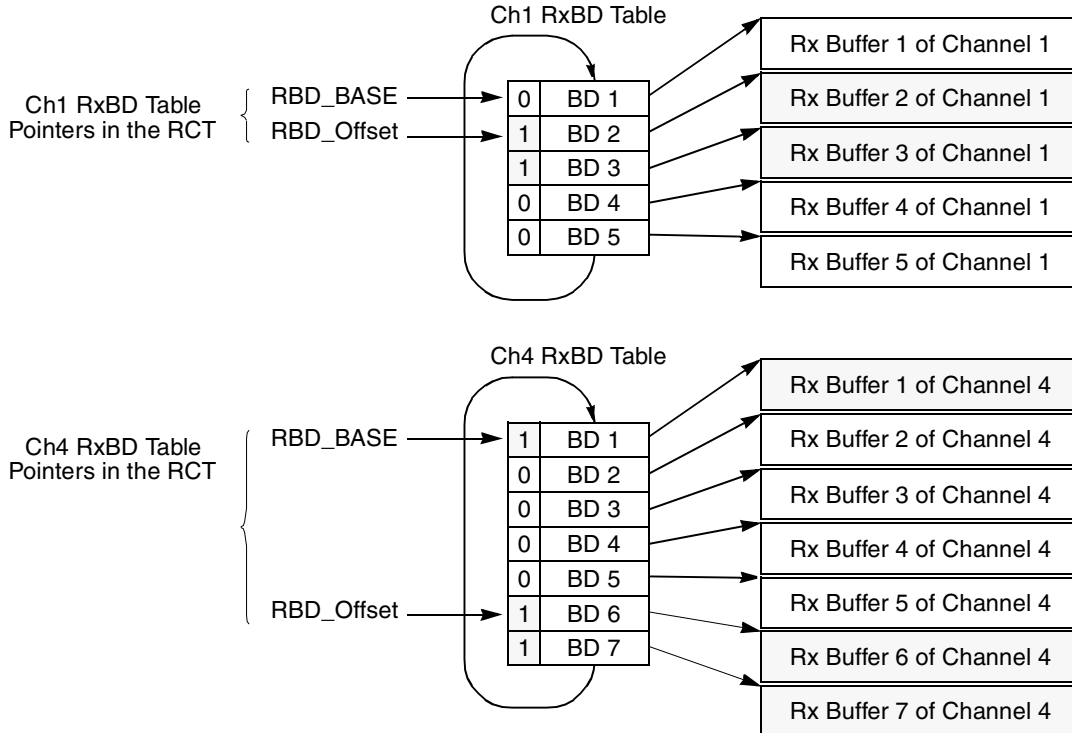 Ch1 RxBD Table
Ch1 RxBD Table
Pointers in the RCT
RBD_BASE
RBD_Offset
0 BD 1
1 BD 2
1 BD 3
0 BD 4
0 BD 5
Rx Buffer 1 of Channel 1
Rx Buffer 2 of Channel 1
Rx Buffer 3 of Channel 1
Rx Buffer 4 of Channel 1
Rx Buffer 5 of Channel 1
Ch4 RxBD Table
Ch4 RxBD Table
Pointers in the RCT
RBD_BASE
RBD_Offset
1 BD 1
0 BD 2
0 BD 3
0 BD 4
0 BD 5
1 BD 6
1 BD 7
Rx Buffer 1 of Channel 4
Rx Buffer 2 of Channel 4
Rx Buffer 3 of Channel 4
Rx Buffer 4 of Channel 4
Rx Buffer 5 of Channel 4
Rx Buffer 6 of Channel 4
Rx Buffer 7 of Channel 4